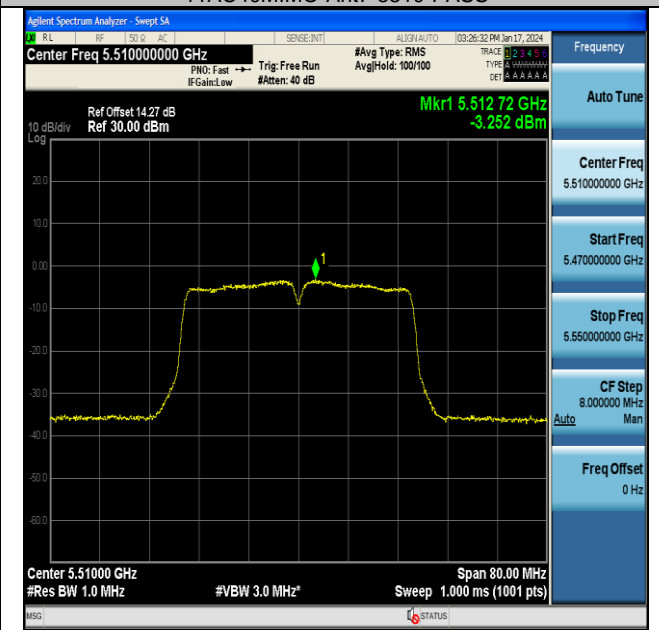 Agilent Spectrum Analyzer - Swept SA
RL RF 50 Ω AC SENSE:INT ALIGN AUTO 03:26:32 PM Jan 17, 2024
Center Freq 5.510000000 GHz
PNO: Fast
IFGain:Low
Trig: Free Run
#Atten: 40 dB
#Avg Type: RMS
Avg|Hold: 100/100
TRACE 1 2 3 4 5 6
TYPE A WWWWW
DET A A A A A A
Ref Offset 14.27 dB
10 dB/div Ref 30.00 dBm
Log
Mkr1 5.512 72 GHz
-3.252 dBm
20.0
10.0
0.00
-10.0
-20.0
-30.0
-40.0
-50.0
-60.0
1
Center 5.51000 GHz Span 80.00 MHz
#Res BW 1.0 MHz #VBW 3.0 MHz* Sweep 1.000 ms (1001 pts)
MSG STATUS
Frequency
Auto Tune
Center Freq
5.510000000 GHz
Start Freq
5.470000000 GHz
Stop Freq
5.550000000 GHz
CF Step
8.000000 MHz
Auto Man
Freq Offset
0 Hz